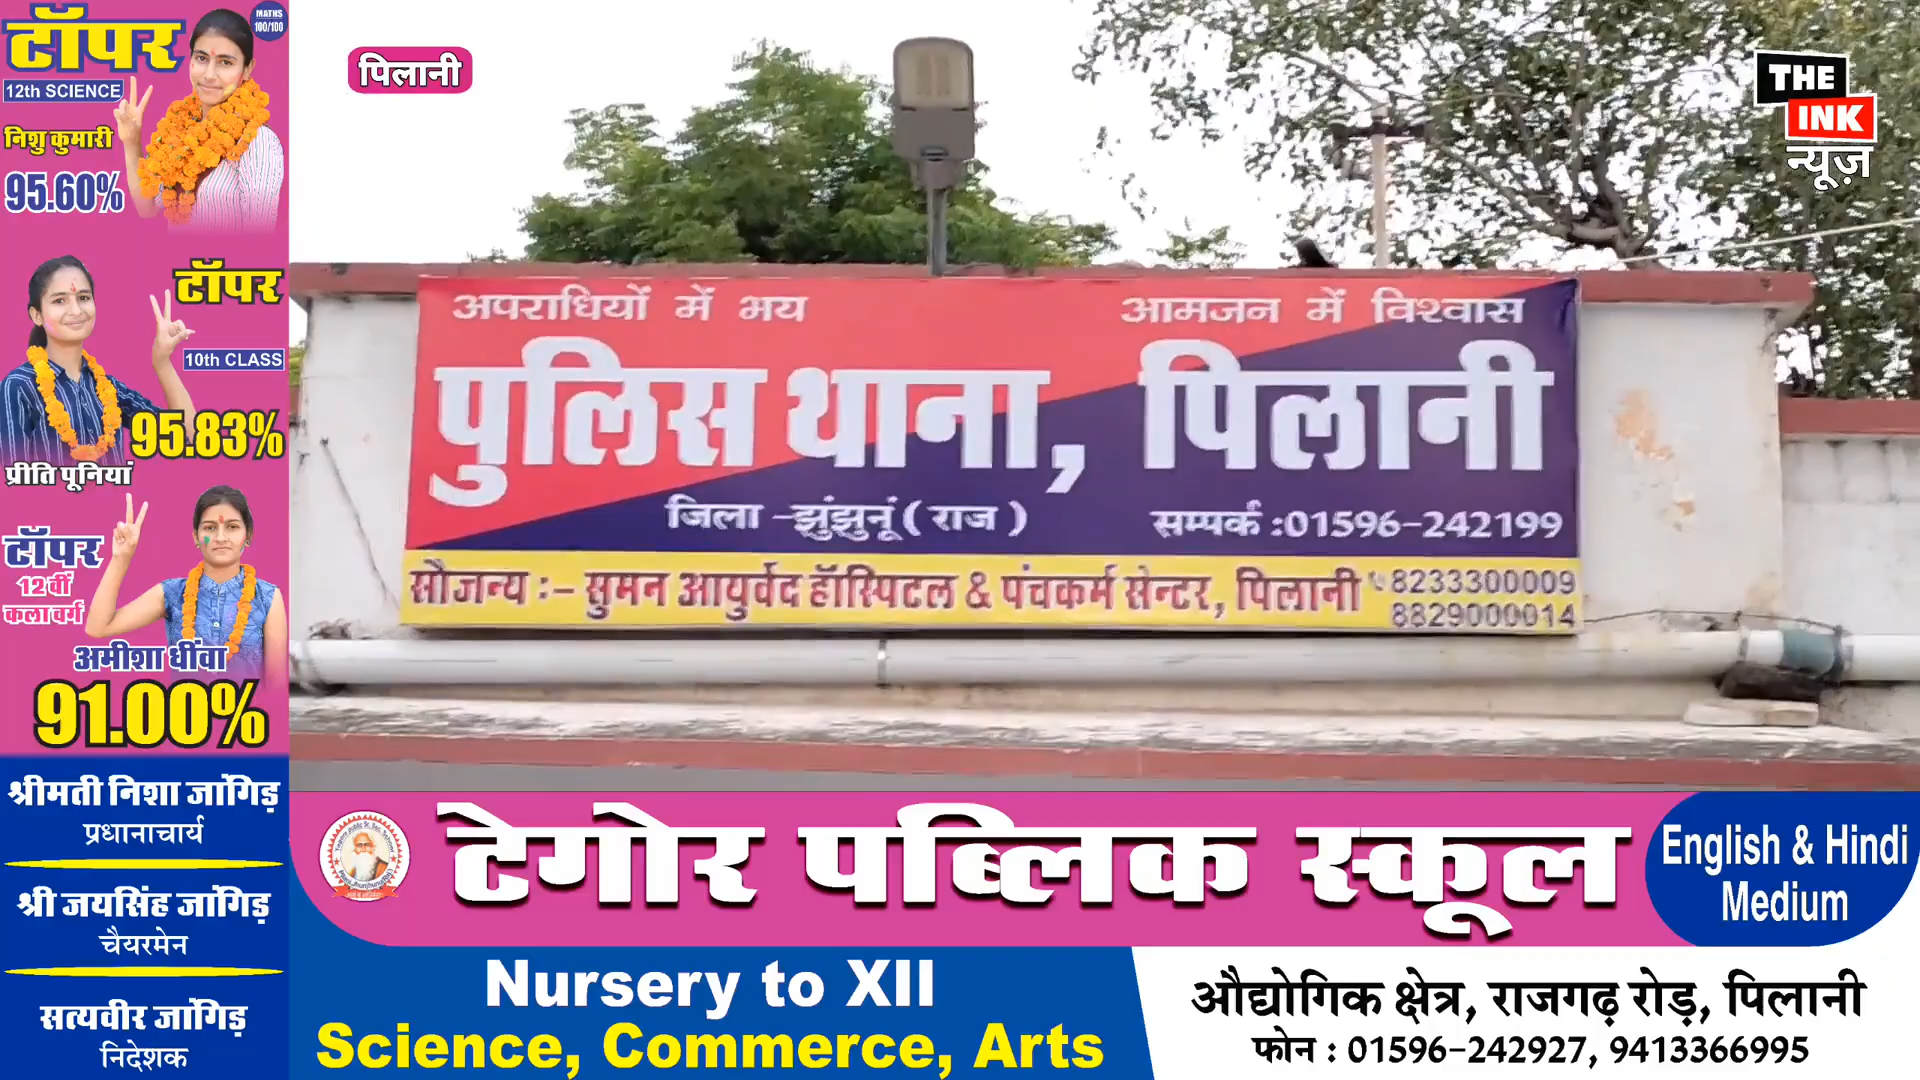 टॉपर
MATHS
100/100
12th SCIENCE
निशु कुमारी
95.60%
टॉपर
10th CLASS
95.83%
प्रीति पूनियां
टॉपर
12 वीं
कला वर्ग
अमीशा धींवा
91.00%
श्रीमती निशा जांगिड़
प्रधानाचार्य
श्री जयसिंह जांगिड़
चैयरमेन
सत्यवीर जांगिड़
निदेशक
पिलानी
THE
INK
न्यूज़
अपराधियों में भय आमजन में विश्वास
पुलिस थाना, पिलानी
जिला -झुंझुनूं ( राज ) सम्पर्क :01596-242199
सौजन्य :- सुमन आयुर्वेद हॉस्पिटल & पंचकर्म सेन्टर, पिलानी 8233300009
8829000014
टेगोर पब्लिक स्कूल
English & Hindi
Medium
Nursery to XII
Science, Commerce, Arts
औद्योगिक क्षेत्र, राजगढ़ रोड़, पिलानी
फोन : 01596-242927, 9413366995